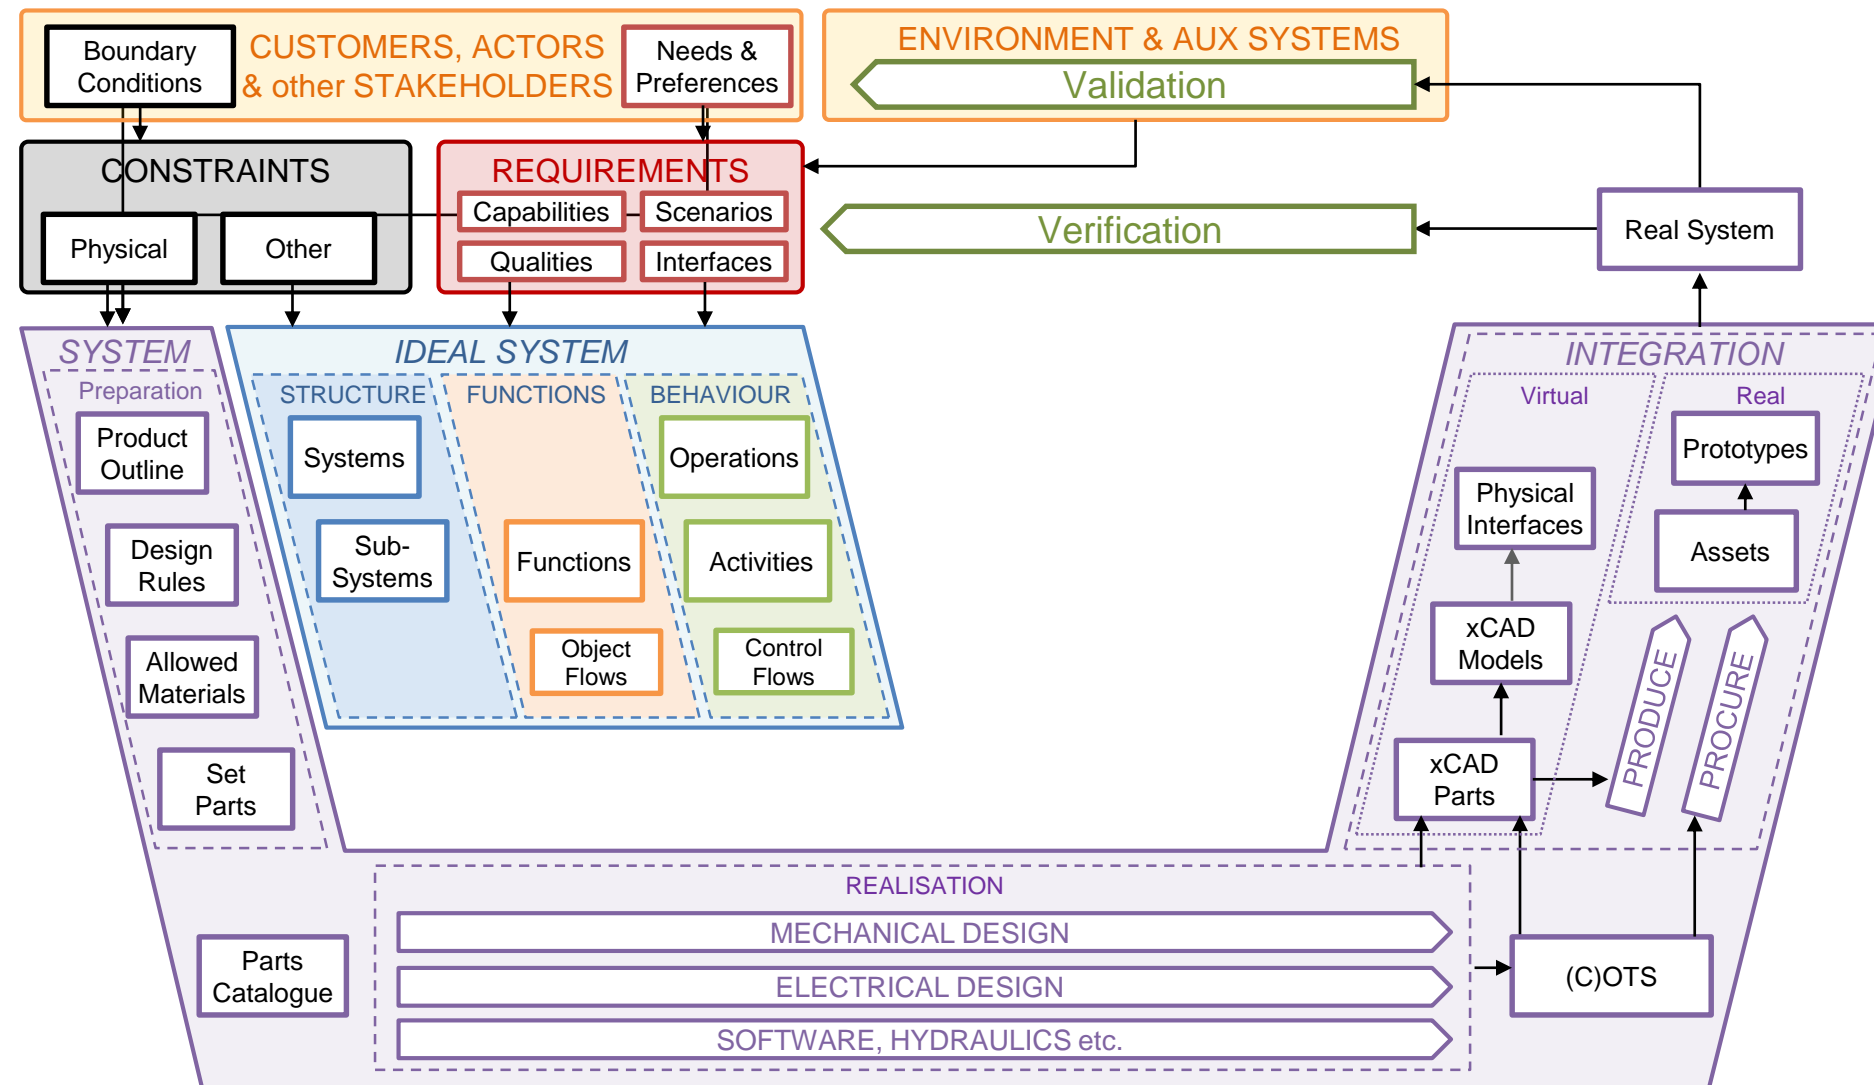 Boundary
Conditions
CUSTOMERS, ACTORS
& other STAKEHOLDERS
Needs &
Preferences
ENVIRONMENT & AUX SYSTEMS
Validation
CONSTRAINTS
Physical
Other
REQUIREMENTS
Capabilities
Scenarios
Qualities
Interfaces
Verification
Real System
SYSTEM
Preparation
Product
Outline
Design
Rules
Allowed
Materials
Set
Parts
IDEAL SYSTEM
STRUCTURE
FUNCTIONS
BEHAVIOUR
Systems
Operations
Sub-
Systems
Functions
Activities
Object
Flows
Control
Flows
INTEGRATION
Virtual
Real
Prototypes
Physical
Interfaces
Assets
xCAD
Models
PRODUCE
PROCURE
xCAD
Parts
REALISATION
MECHANICAL DESIGN
Parts
Catalogue
ELECTRICAL DESIGN
(C)OTS
SOFTWARE, HYDRAULICS etc.